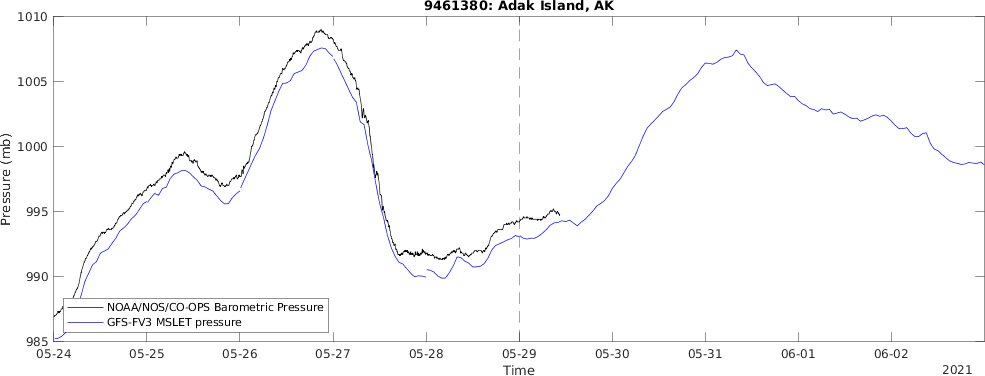 9461380: Adak Island, AK
1010
1005
1000
995
990
985
Pressure (mb)
NOAA/NOS/CO-OPS Barometric Pressure
GFS-FV3 MSLET pressure
05-24 05-25 05-26 05-27 05-28 05-29 05-30 05-31 06-01 06-02
Time
2021